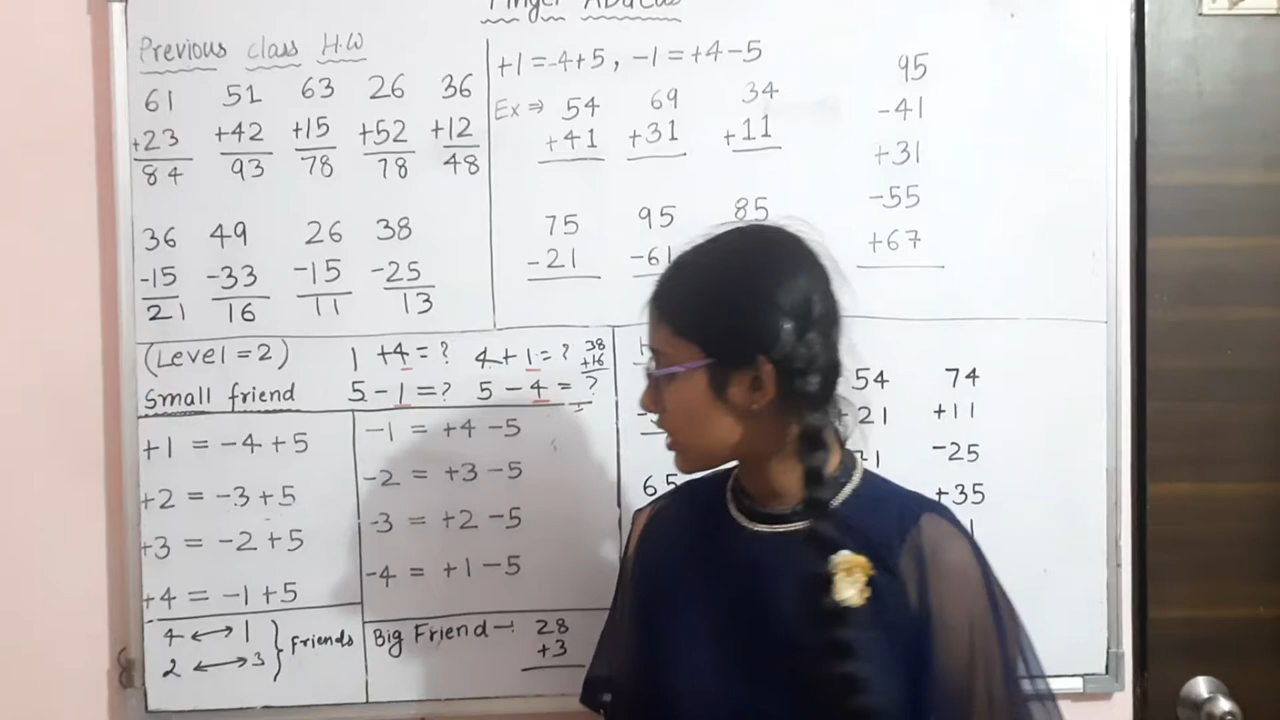 Finger Abacus
Previous class H.W
61 51 63 26 36
+23 +42 +15 +52 +12
84 93 78 78 48
36 49 26 38
-15 -33 -15 -25
21 16 11 13
+1 = -4+5, -1 = +4-5
Ex ⇒ 54 69 34
+41 +31 +11
75 95 85
-21 -61
95
-41
+31
-55
+67
(Level = 2) 1 +4 = ? 4+1 = ? 38
+16
Small friend 5-1 = ? 5-4 = ?
+1 = -4+5
+2 = -3+5
+3 = -2+5
+4 = -1+5
-1 = +4-5
-2 = +3-5
-3 = +2-5
-4 = +1-5
4 ↔ 1
2 ↔ 3 } Friends
Big Friend -: 28
+3
65
54 74
+21 +11
-25
+35